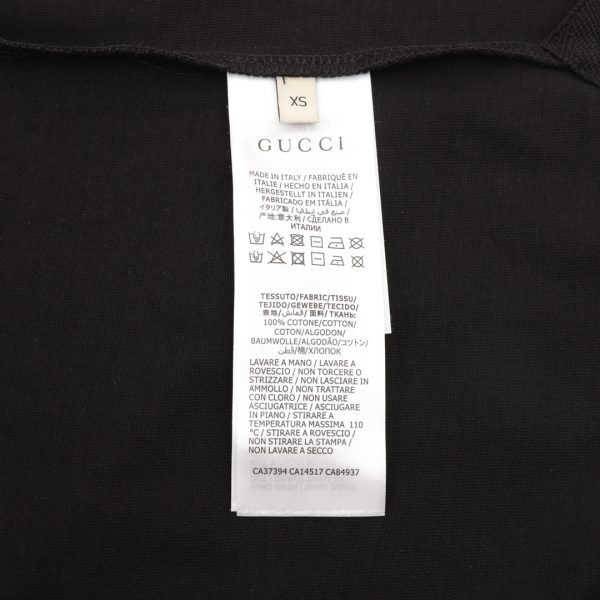 XS
GUCCI
MADE IN ITALY / FABRIQUÉ EN
ITALIE / HECHO EN ITALIA /
HERGESTELLT IN ITALIEN /
FABRICADO EM ITÁLIA /
イタリア製 / صنع في إيطاليا /
产地:意大利 / СДЕЛАНО В
ИТАЛИИ
TESSUTO/FABRIC/TISSU/
TEJIDO/GEWEBE/TECIDO/
表地/قماش/面料/ТКАНЬ:
100% COTONE/COTTON/
COTON/ALGODON/
BAUMWOLLE/ALGODÃO/コットン/
قطن/棉/ХЛОПОК
LAVARE A MANO / LAVARE A
ROVESCIO / NON TORCERE O
STRIZZARE / NON LASCIARE IN
AMMOLLO / NON TRATTARE
CON CLORO / NON USARE
ASCIUGATRICE / ASCIUGARE
IN PIANO / STIRARE A
TEMPERATURA MASSIMA 110
°C / STIRARE A ROVESCIO /
NON STIRARE LA STAMPA /
NON LAVARE A SECCO
CA37394 CA14517 CA84937